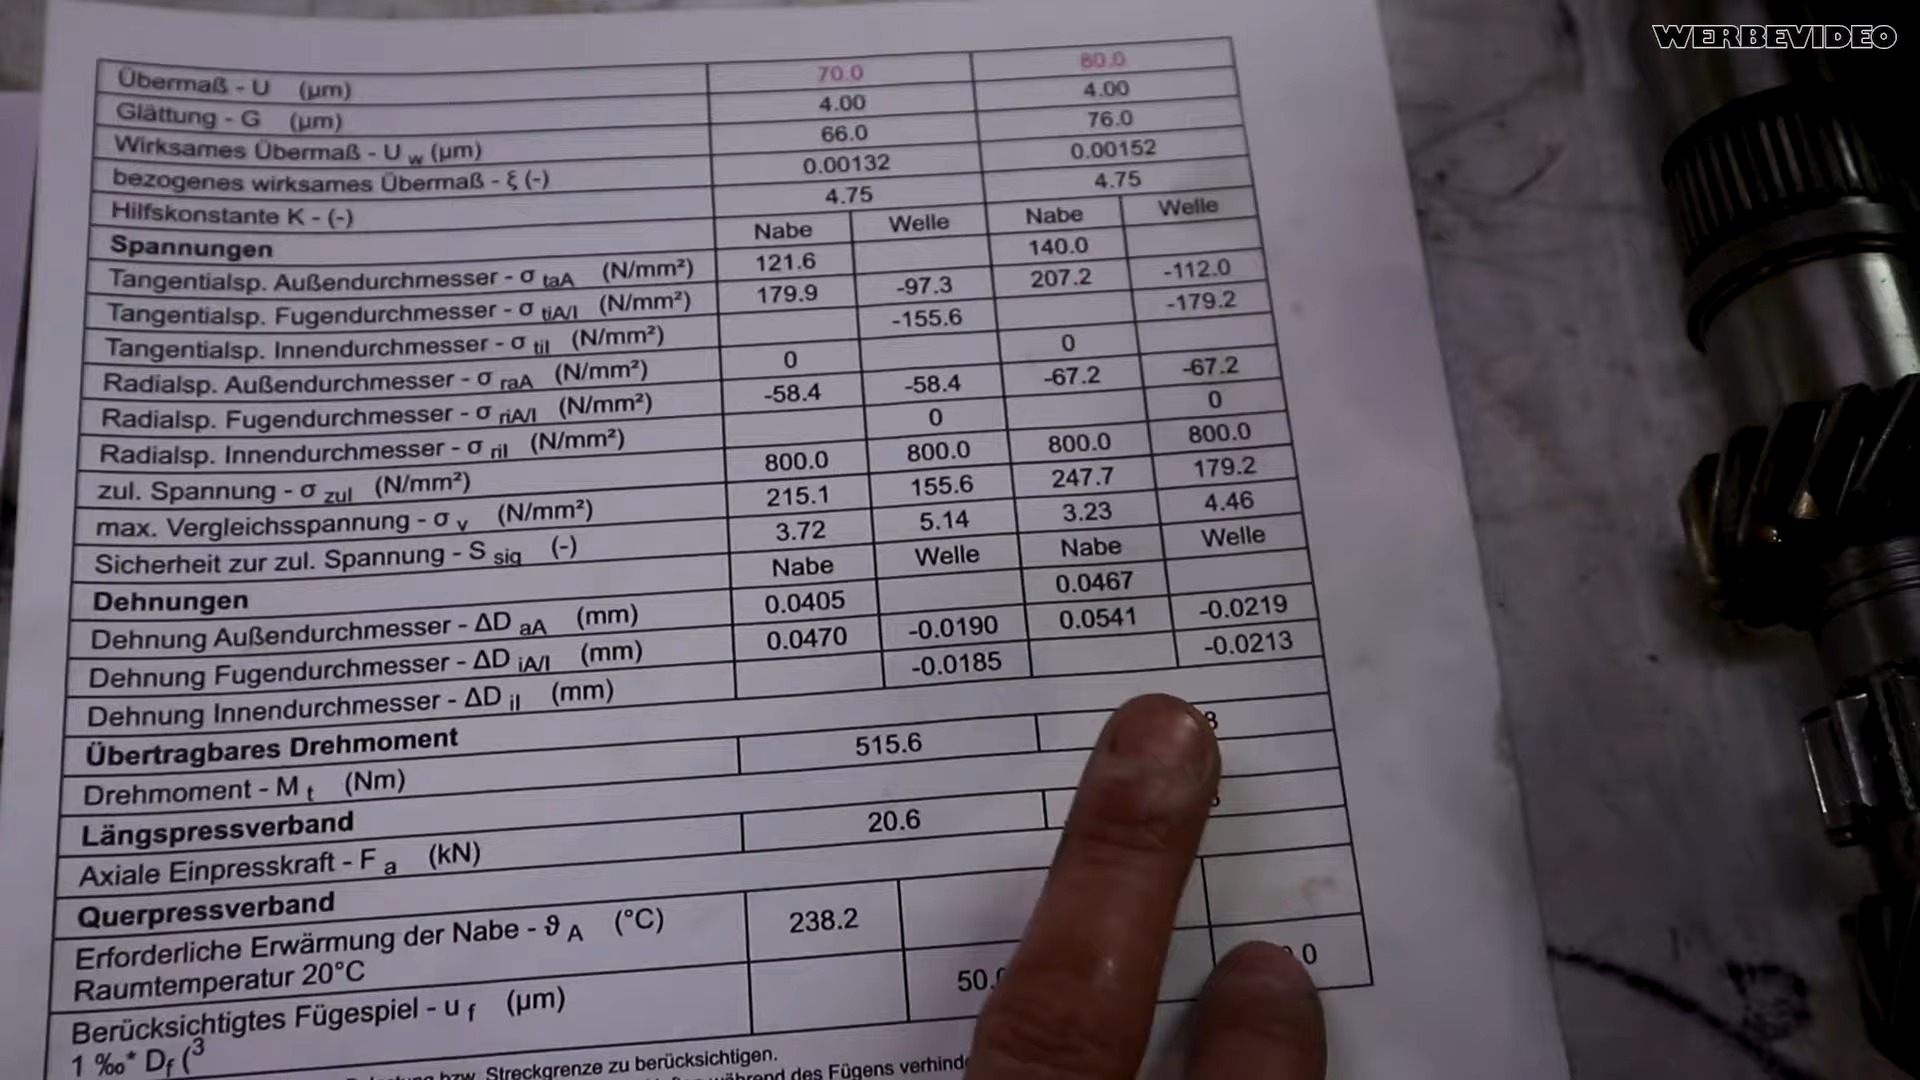 WERBEVIDEO
Übermaß - U (µm) 70.0 80.0
Glättung - G (µm) 4.00 4.00
Wirksames Übermaß - U w (µm) 66.0 76.0
bezogenes wirksames Übermaß - ξ (-) 0.00132 0.00152
Hilfskonstante K - (-) 4.75 4.75
Spannungen Nabe Welle Nabe Welle
Tangentialsp. Außendurchmesser - σ taA (N/mm²) 121.6 140.0
Tangentialsp. Fugendurchmesser - σ tiA/I (N/mm²) 179.9 -97.3 207.2 -112.0
Tangentialsp. Innendurchmesser - σ tiI (N/mm²) -155.6 -179.2
Radialsp. Außendurchmesser - σ raA (N/mm²) 0 0
Radialsp. Fugendurchmesser - σ riA/I (N/mm²) -58.4 -58.4 -67.2 -67.2
Radialsp. Innendurchmesser - σ riI (N/mm²) 0 0
zul. Spannung - σ zul (N/mm²) 800.0 800.0 800.0 800.0
max. Vergleichsspannung - σ v (N/mm²) 215.1 155.6 247.7 179.2
Sicherheit zur zul. Spannung - S sig (-) 3.72 5.14 3.23 4.46
Dehnungen Nabe Welle Nabe Welle
Dehnung Außendurchmesser - ΔD aA (mm) 0.0405 0.0467
Dehnung Fugendurchmesser - ΔD iA/I (mm) 0.0470 -0.0190 0.0541 -0.0219
Dehnung Innendurchmesser - ΔD iI (mm) -0.0185 -0.0213
Übertragbares Drehmoment
Drehmoment - M t (Nm) 515.6
Längspressverband
Axiale Einpresskraft - F a (kN) 20.6
Querpressverband
Erforderliche Erwärmung der Nabe - ϑ A (°C) 238.2
Raumtemperatur 20°C
Berücksichtigtes Fügespiel - u f (µm) 50.
1 ‰* Df (3
bzw. Streckgrenze zu berücksichtigen.
während des Fügens